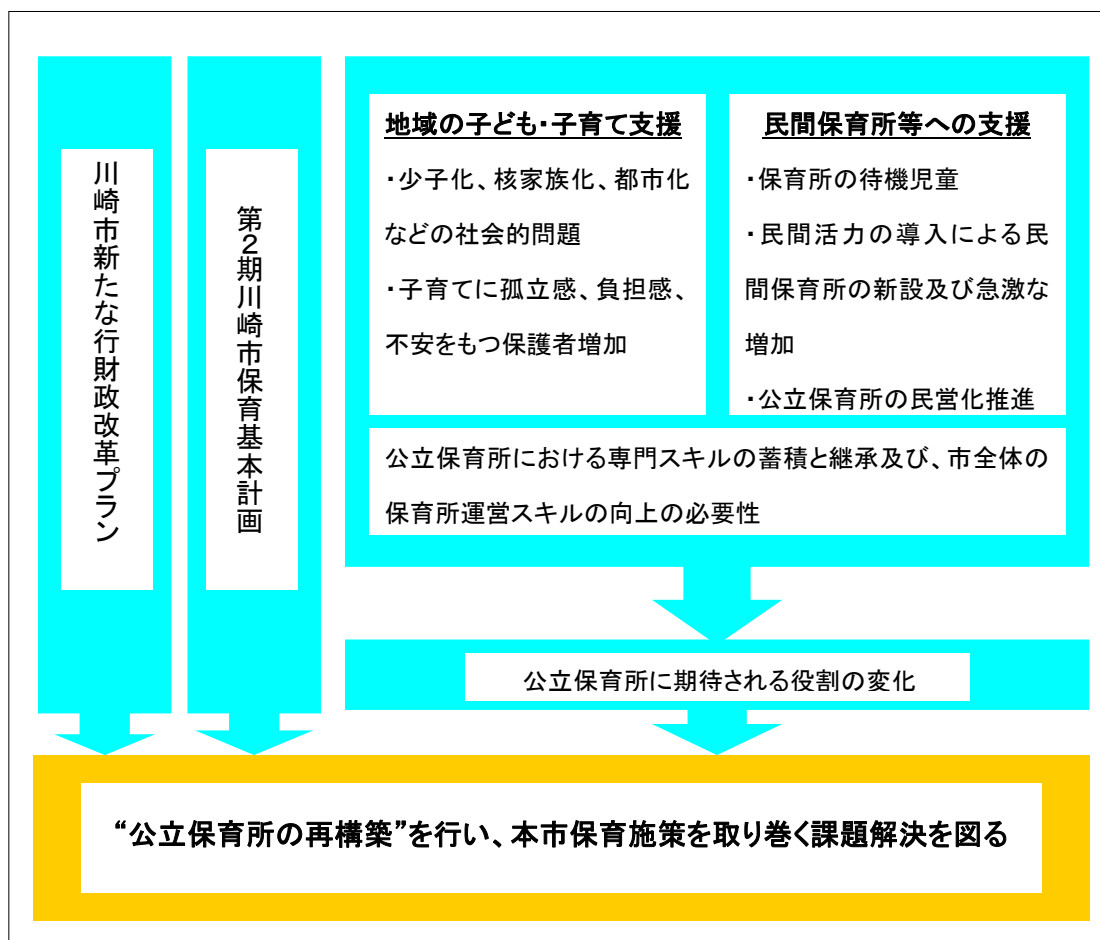 川崎市新たな行財政改革プラン
第2期川崎市保育基本計画
地域の子ども・子育て支援
・少子化、核家族化、都市化
などの社会的問題
・子育てに孤立感、負担感、
不安をもつ保護者増加
民間保育所等への支援
・保育所の待機児童
・民間活力の導入による民
間保育所の新設及び急激な
増加
・公立保育所の民営化推進
公立保育所における専門スキルの蓄積と継承及び、市全体の
保育所運営スキルの向上の必要性
公立保育所に期待される役割の変化
“公立保育所の再構築”を行い、本市保育施策を取り巻く課題解決を図る